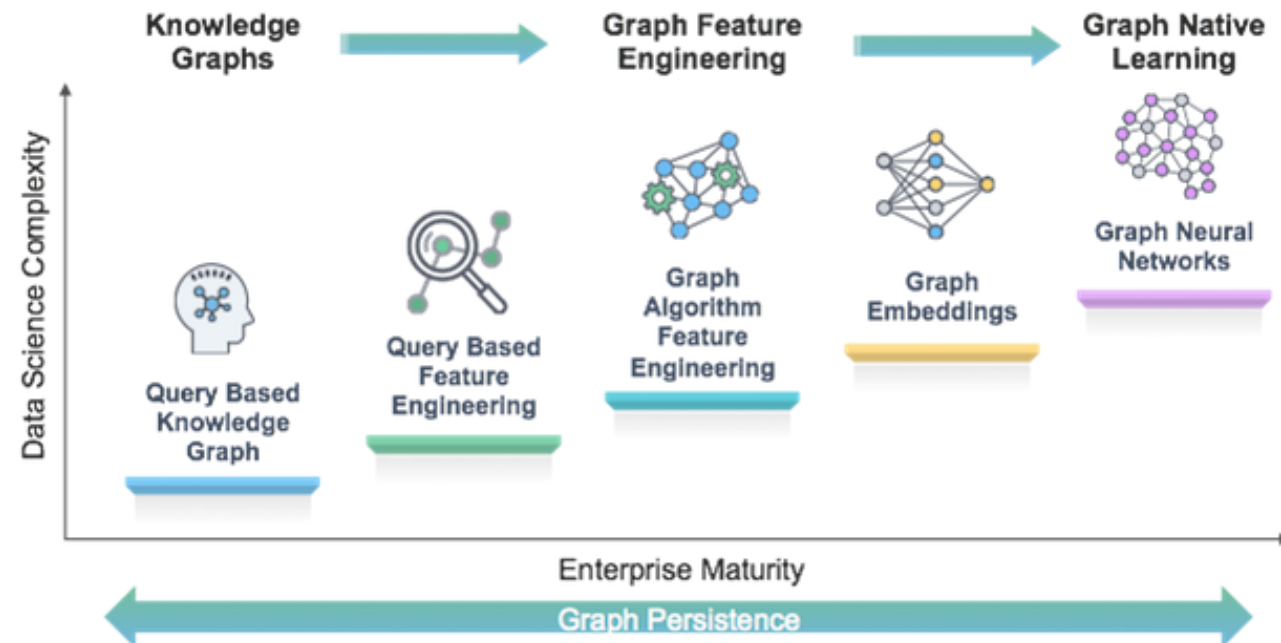 Knowledge
Graphs
Graph Feature
Engineering
Graph Native
Learning
Data Science Complexity
Query Based
Knowledge
Graph
Query Based
Feature
Engineering
Graph
Algorithm
Feature
Engineering
Graph
Embeddings
Graph Neural
Networks
Enterprise Maturity
Graph Persistence